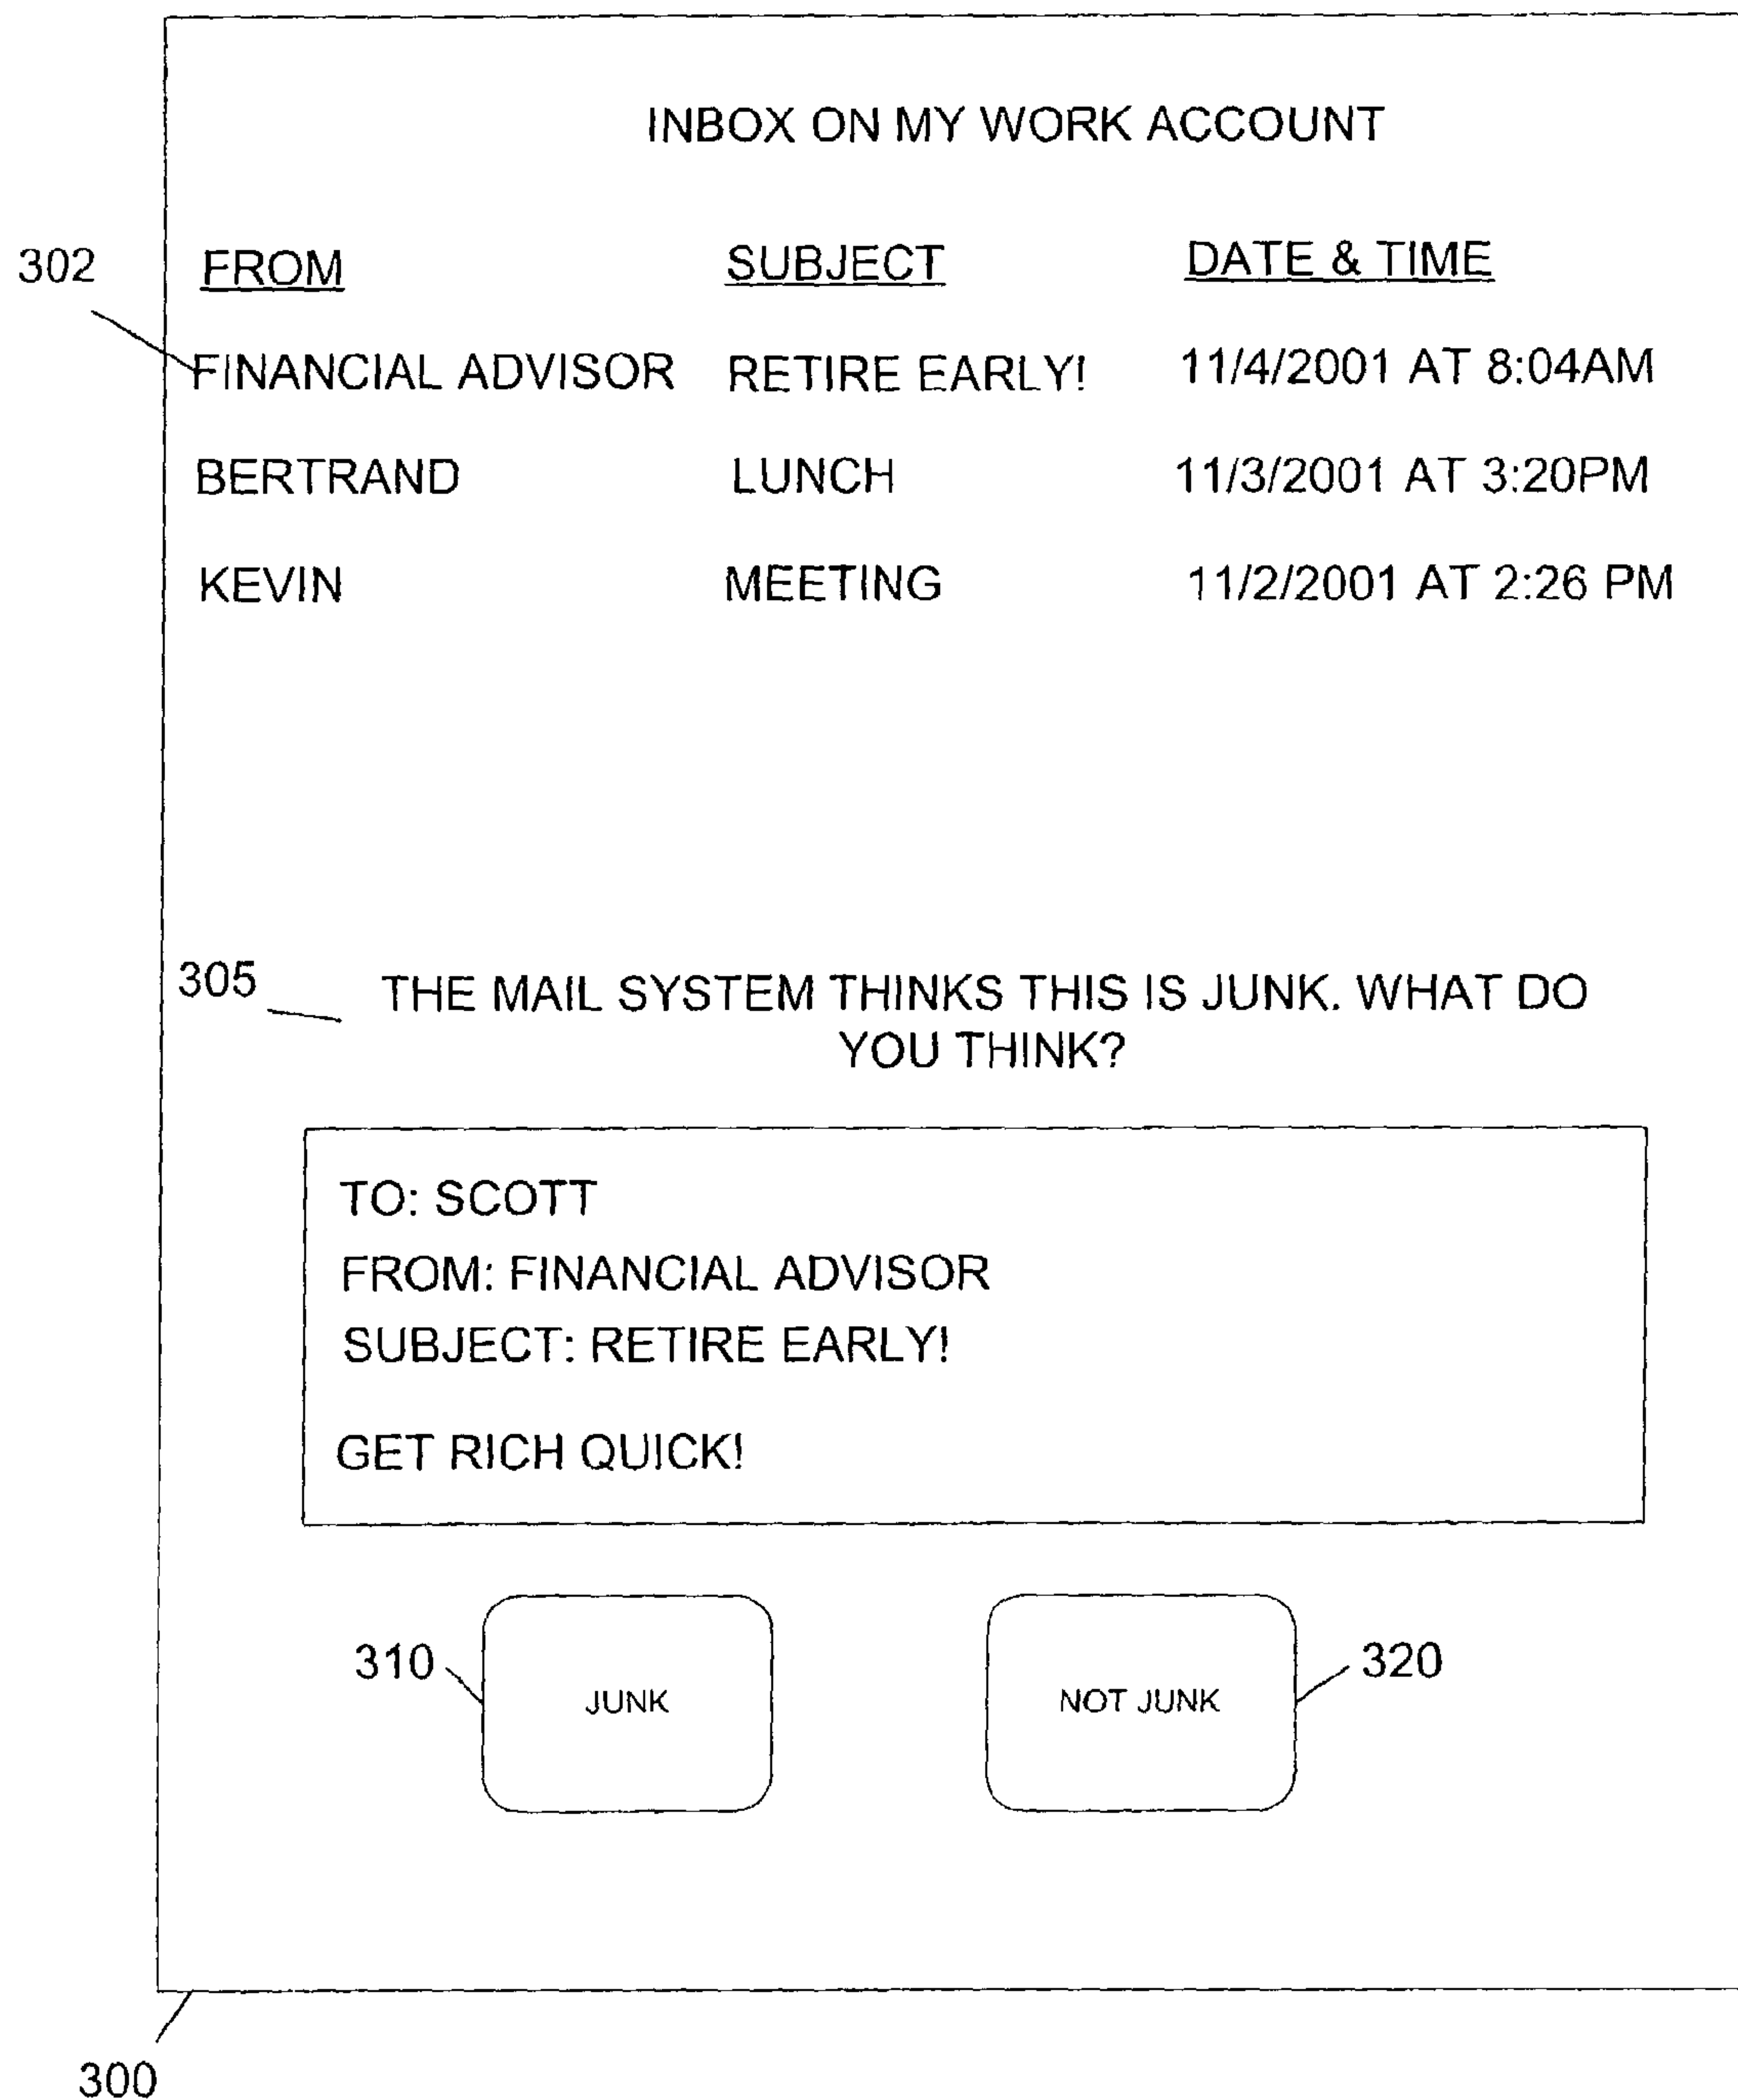 INBOX ON MY WORK ACCOUNT
302 FROM SUBJECT DATE & TIME
FINANCIAL ADVISOR RETIRE EARLY! 11/4/2001 AT 8:04AM
BERTRAND LUNCH 11/3/2001 AT 3:20PM
KEVIN MEETING 11/2/2001 AT 2:26 PM
305 THE MAIL SYSTEM THINKS THIS IS JUNK. WHAT DO
YOU THINK?
TO: SCOTT
FROM: FINANCIAL ADVISOR
SUBJECT: RETIRE EARLY!
GET RICH QUICK!
310 JUNK NOT JUNK 320
300